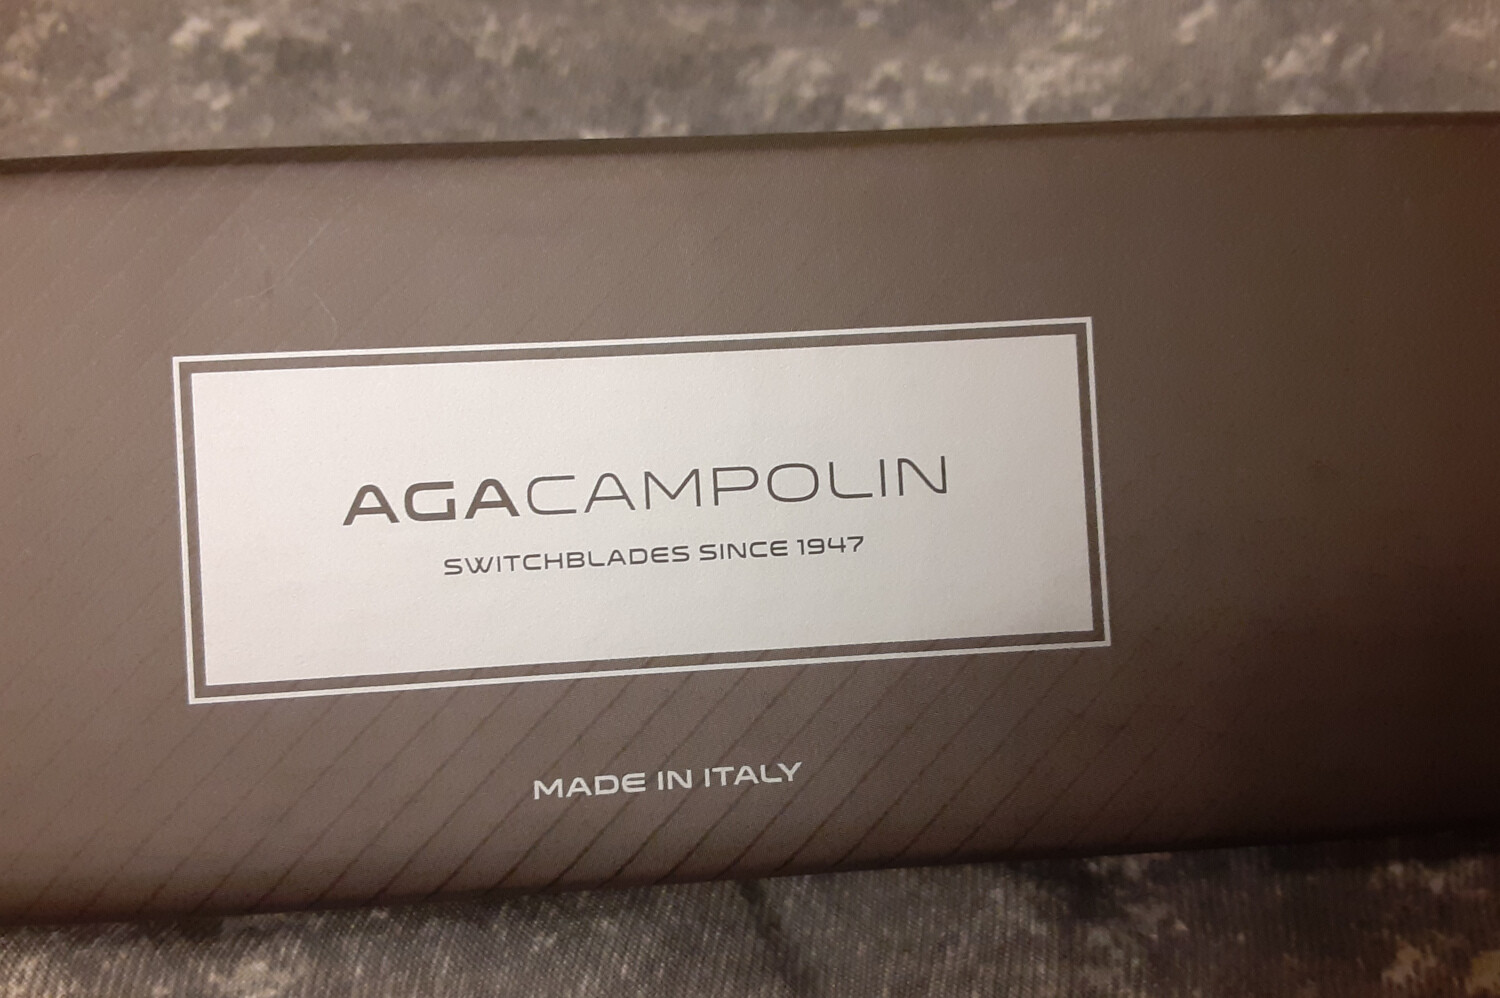 AGACAMPOLIN
SWITCHBLADES SINCE 1947
MADE IN ITALY